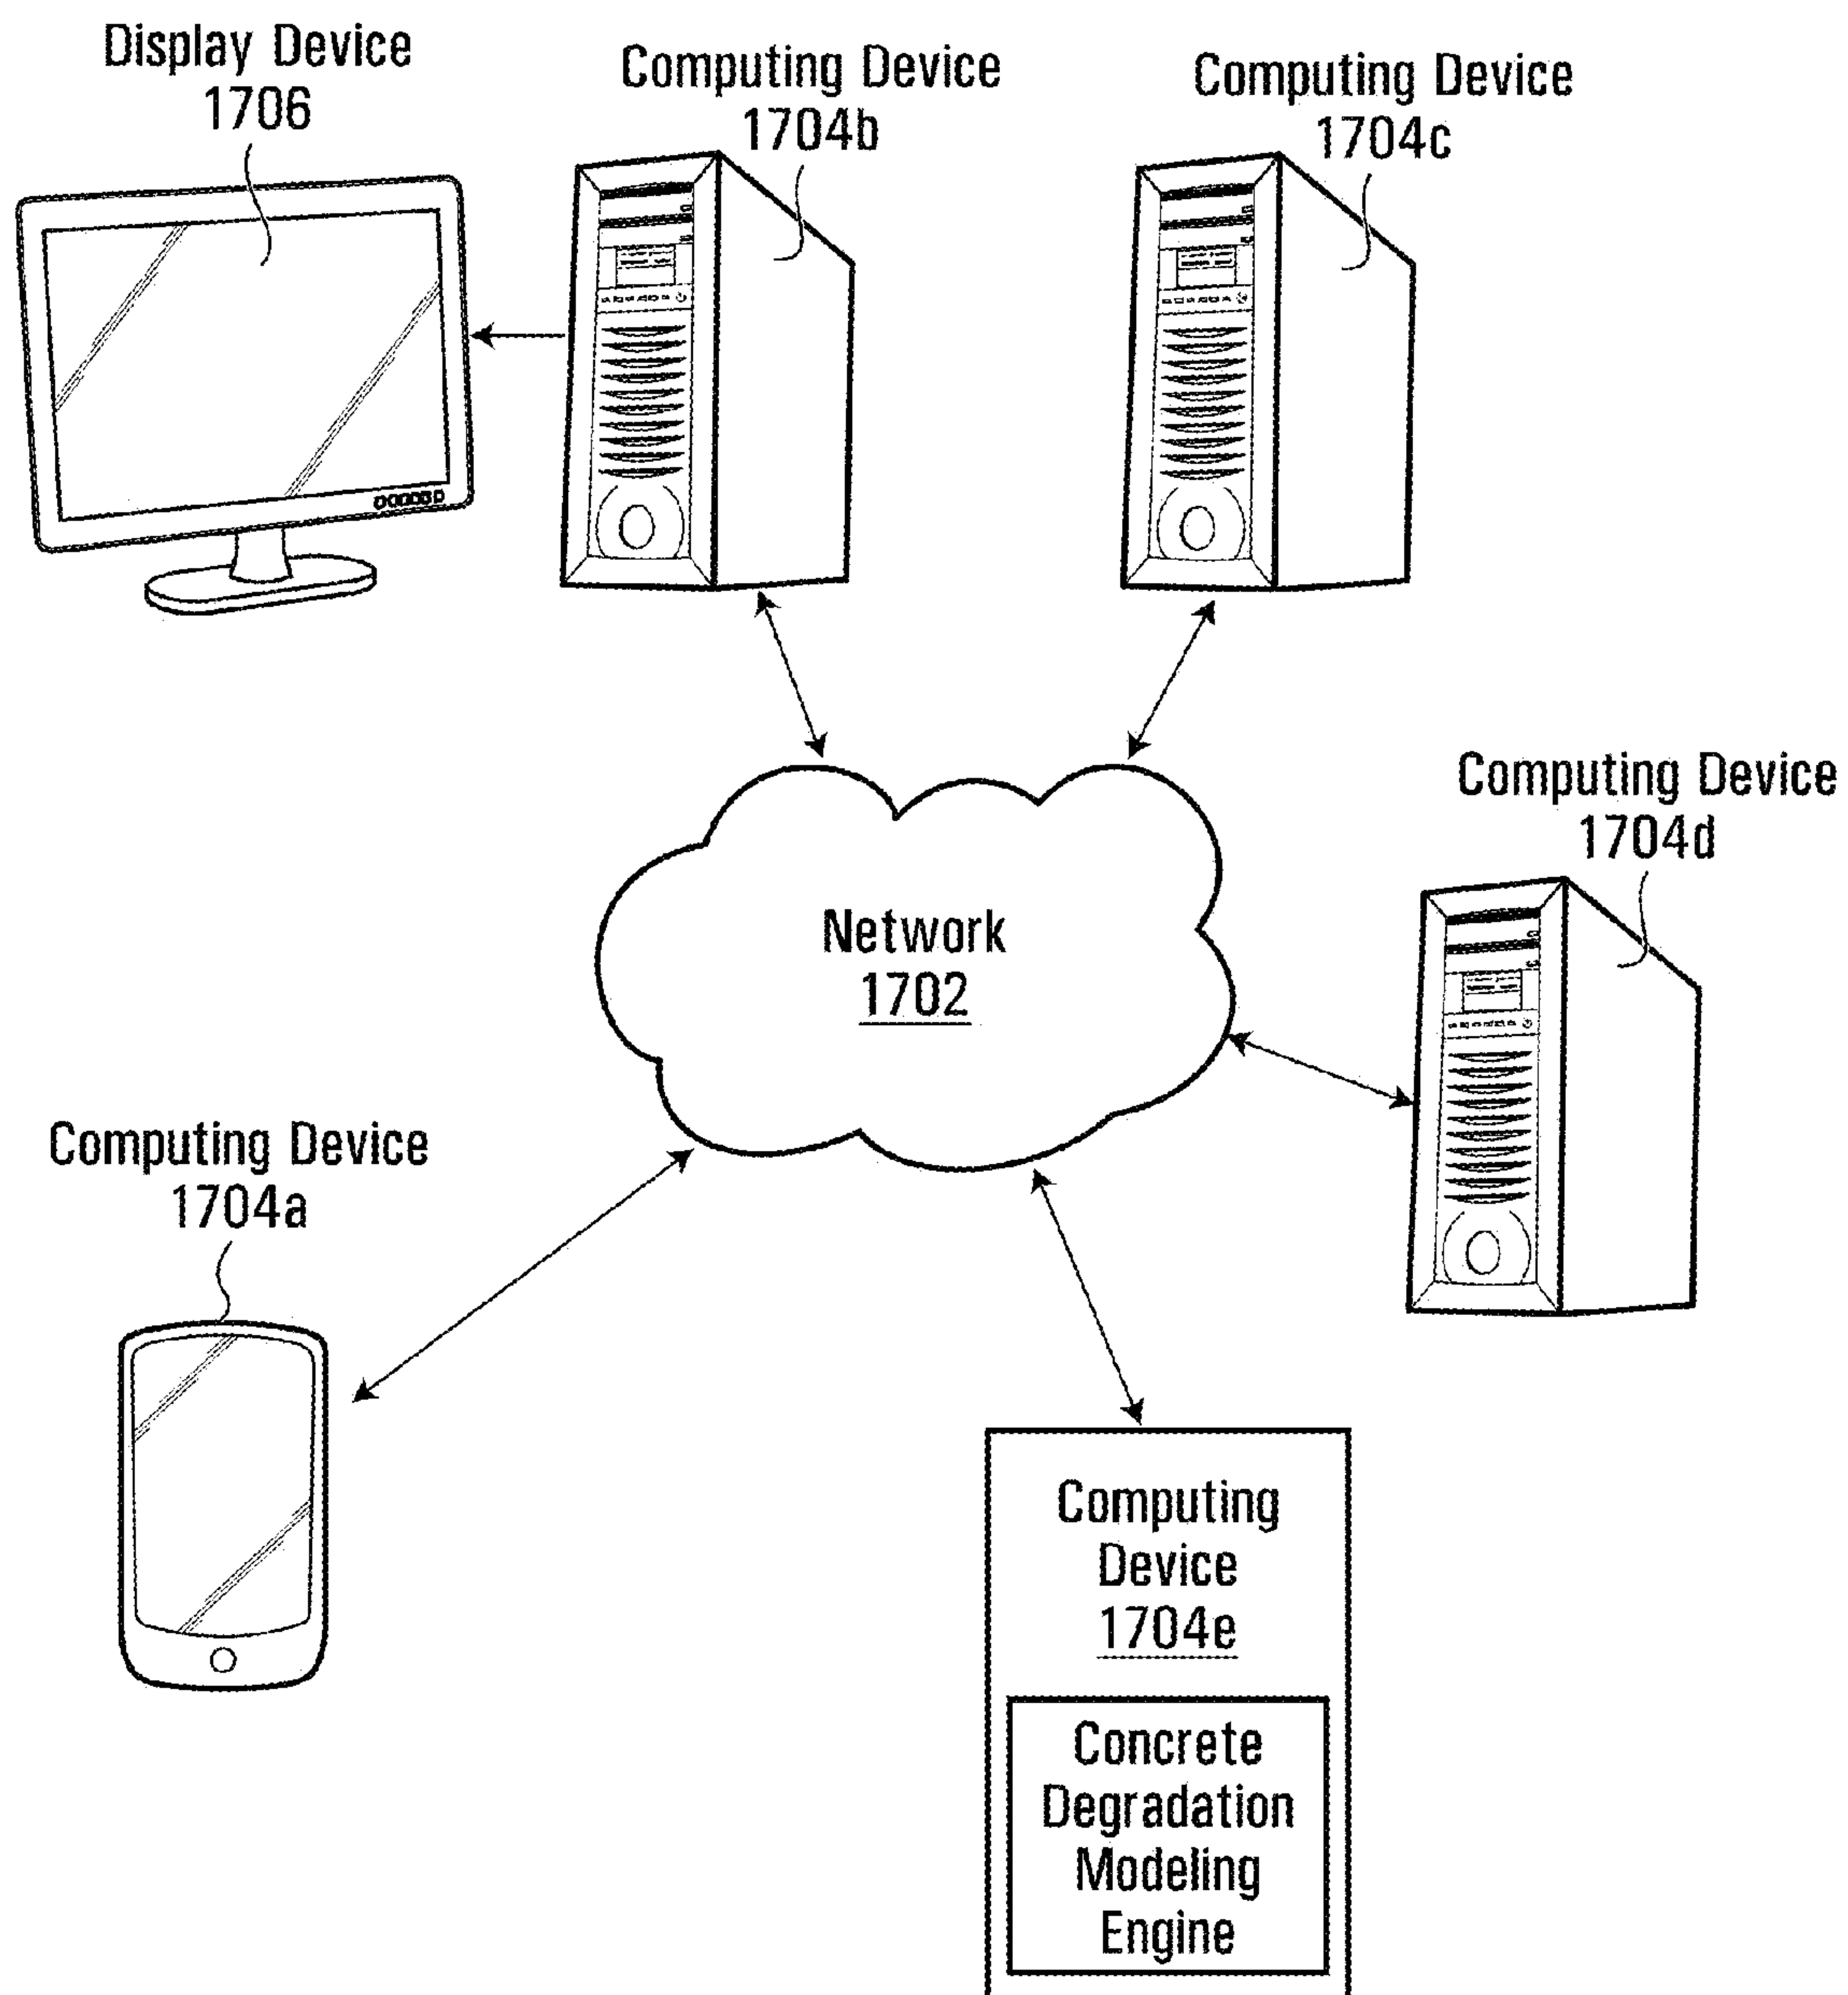 Display Device
1706
Computing Device
1704b
Computing Device
1704c
Computing Device
1704d
Network
1702
Computing Device
1704a
Computing
Device
1704e
Concrete
Degradation
Modeling
Engine